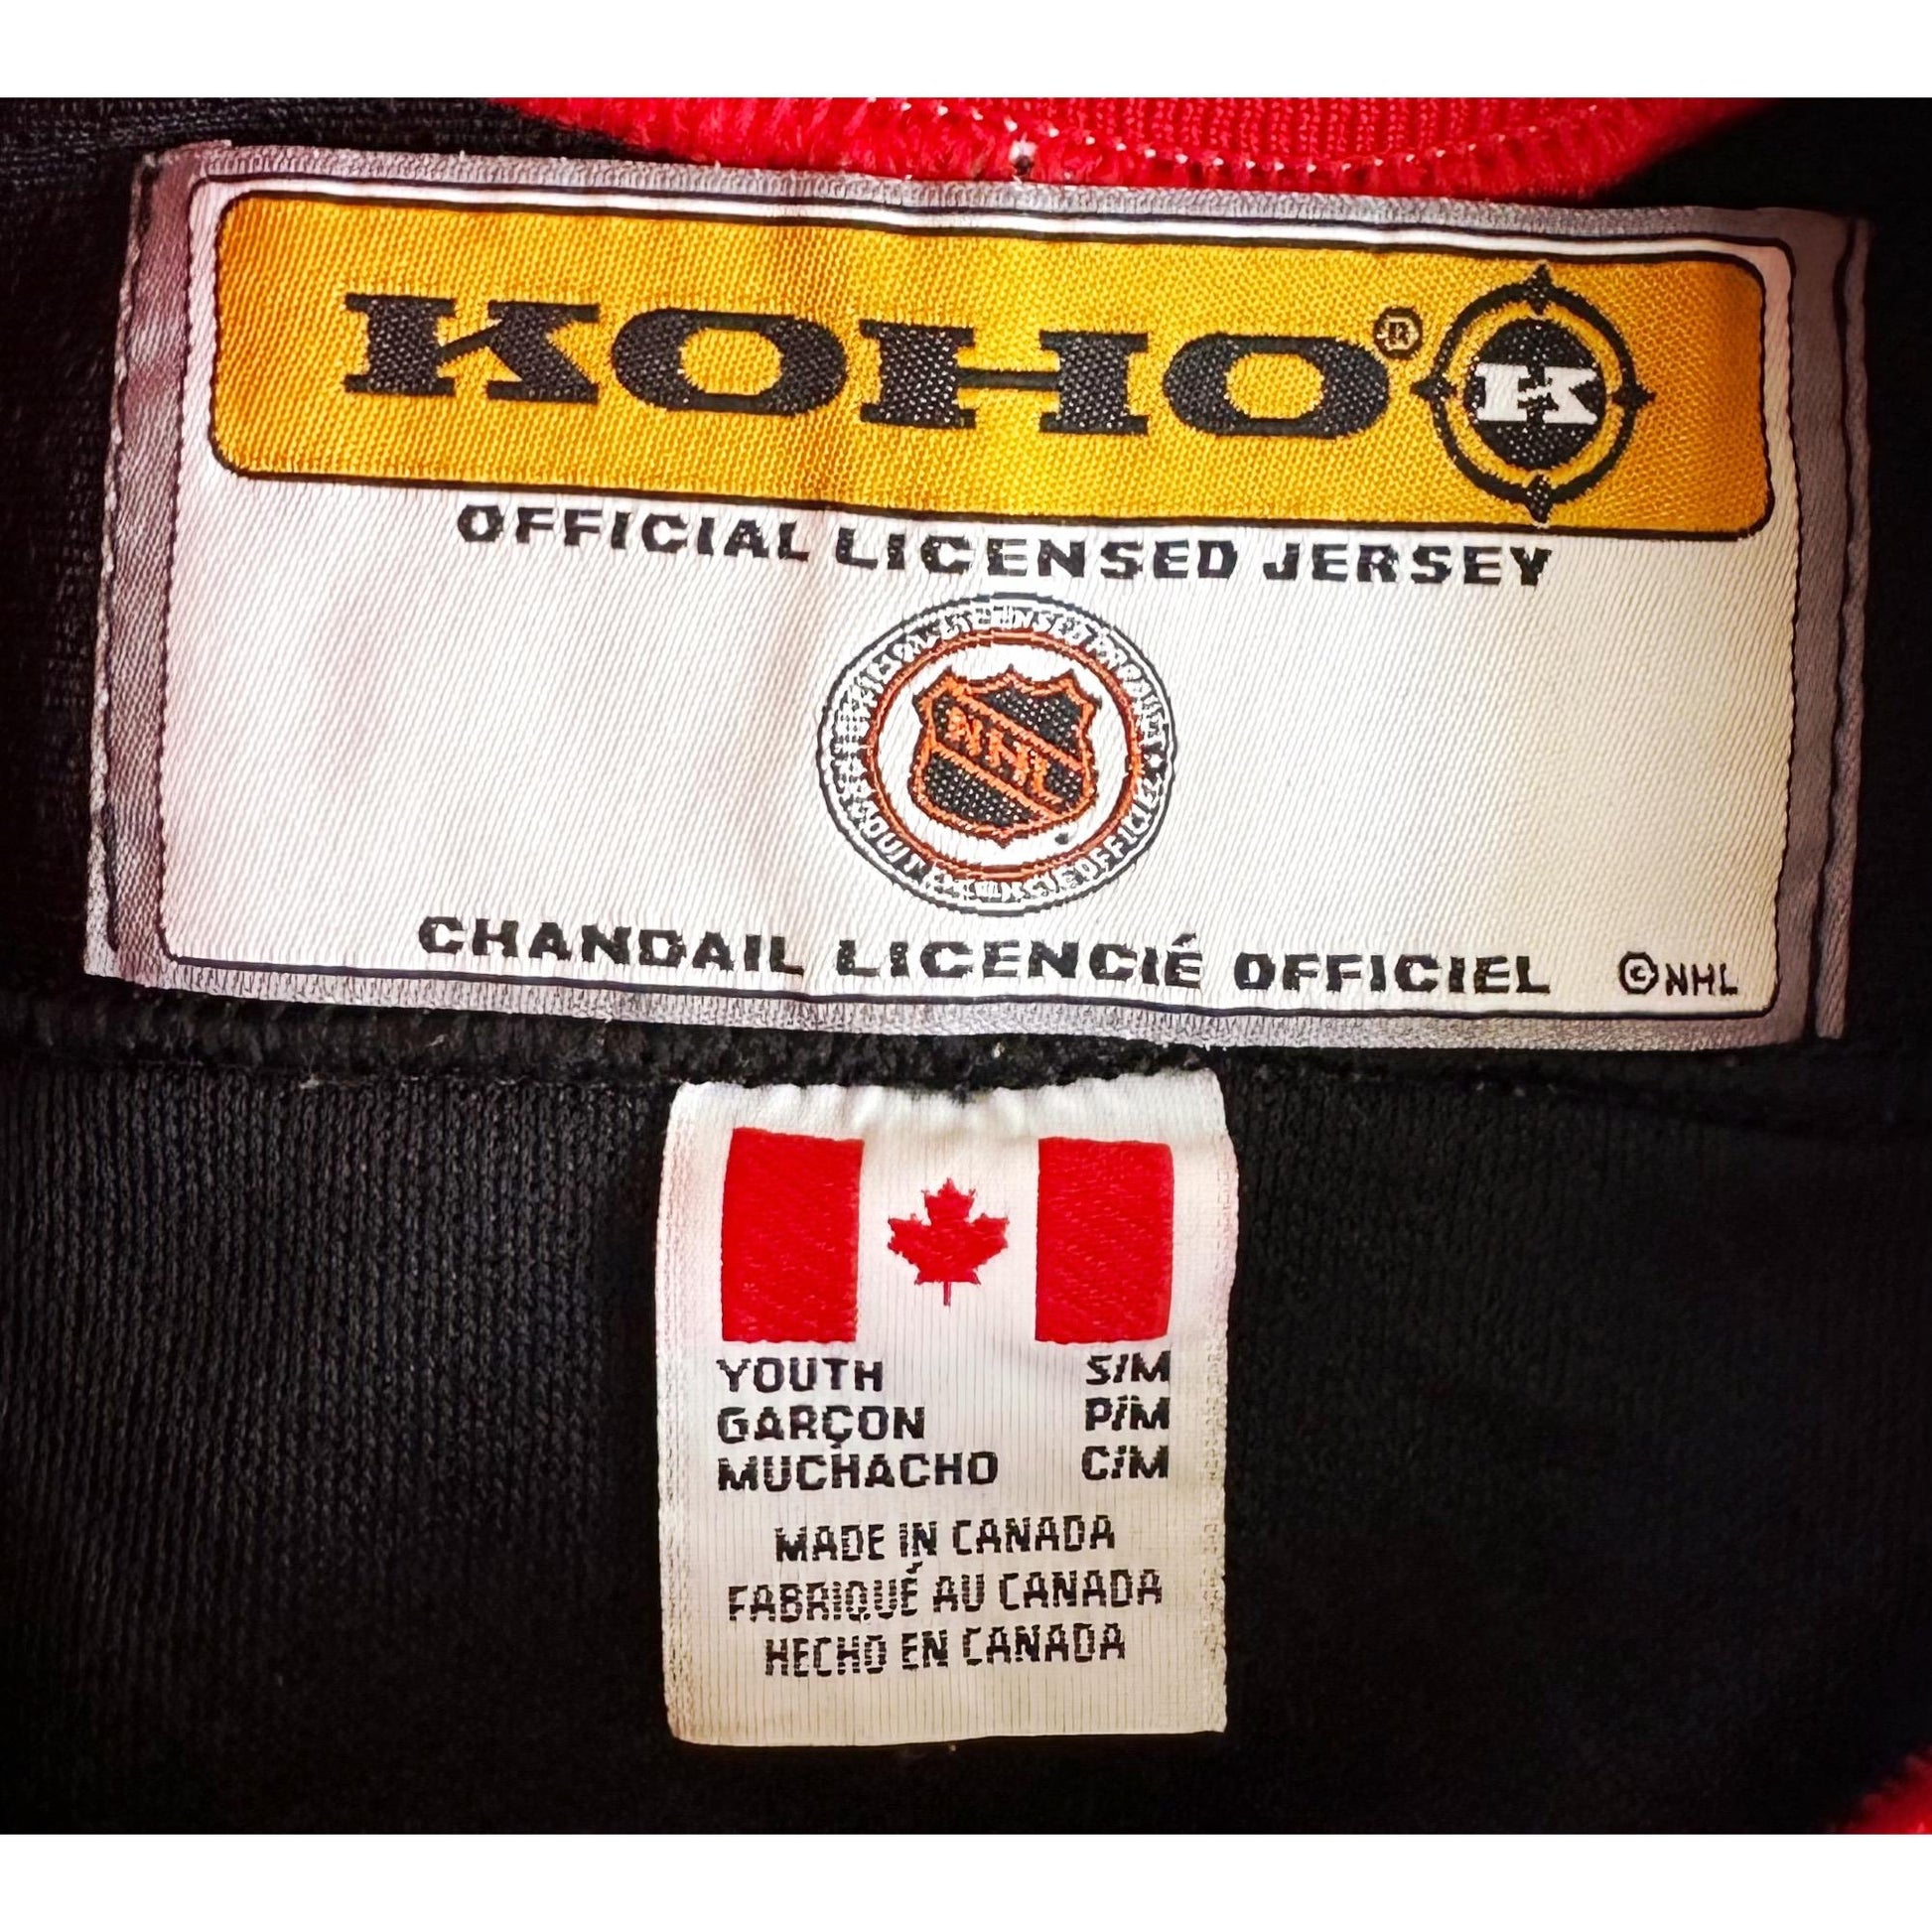 KOHO ® K
OFFICIAL LICENSED JERSEY
NHL
CHANDAIL LICENCIÉ OFFICIEL ©NHL
YOUTH S/M
GARÇON P/M
MUCHACHO C/M
MADE IN CANADA
FABRIQUÉ AU CANADA
HECHO EN CANADA